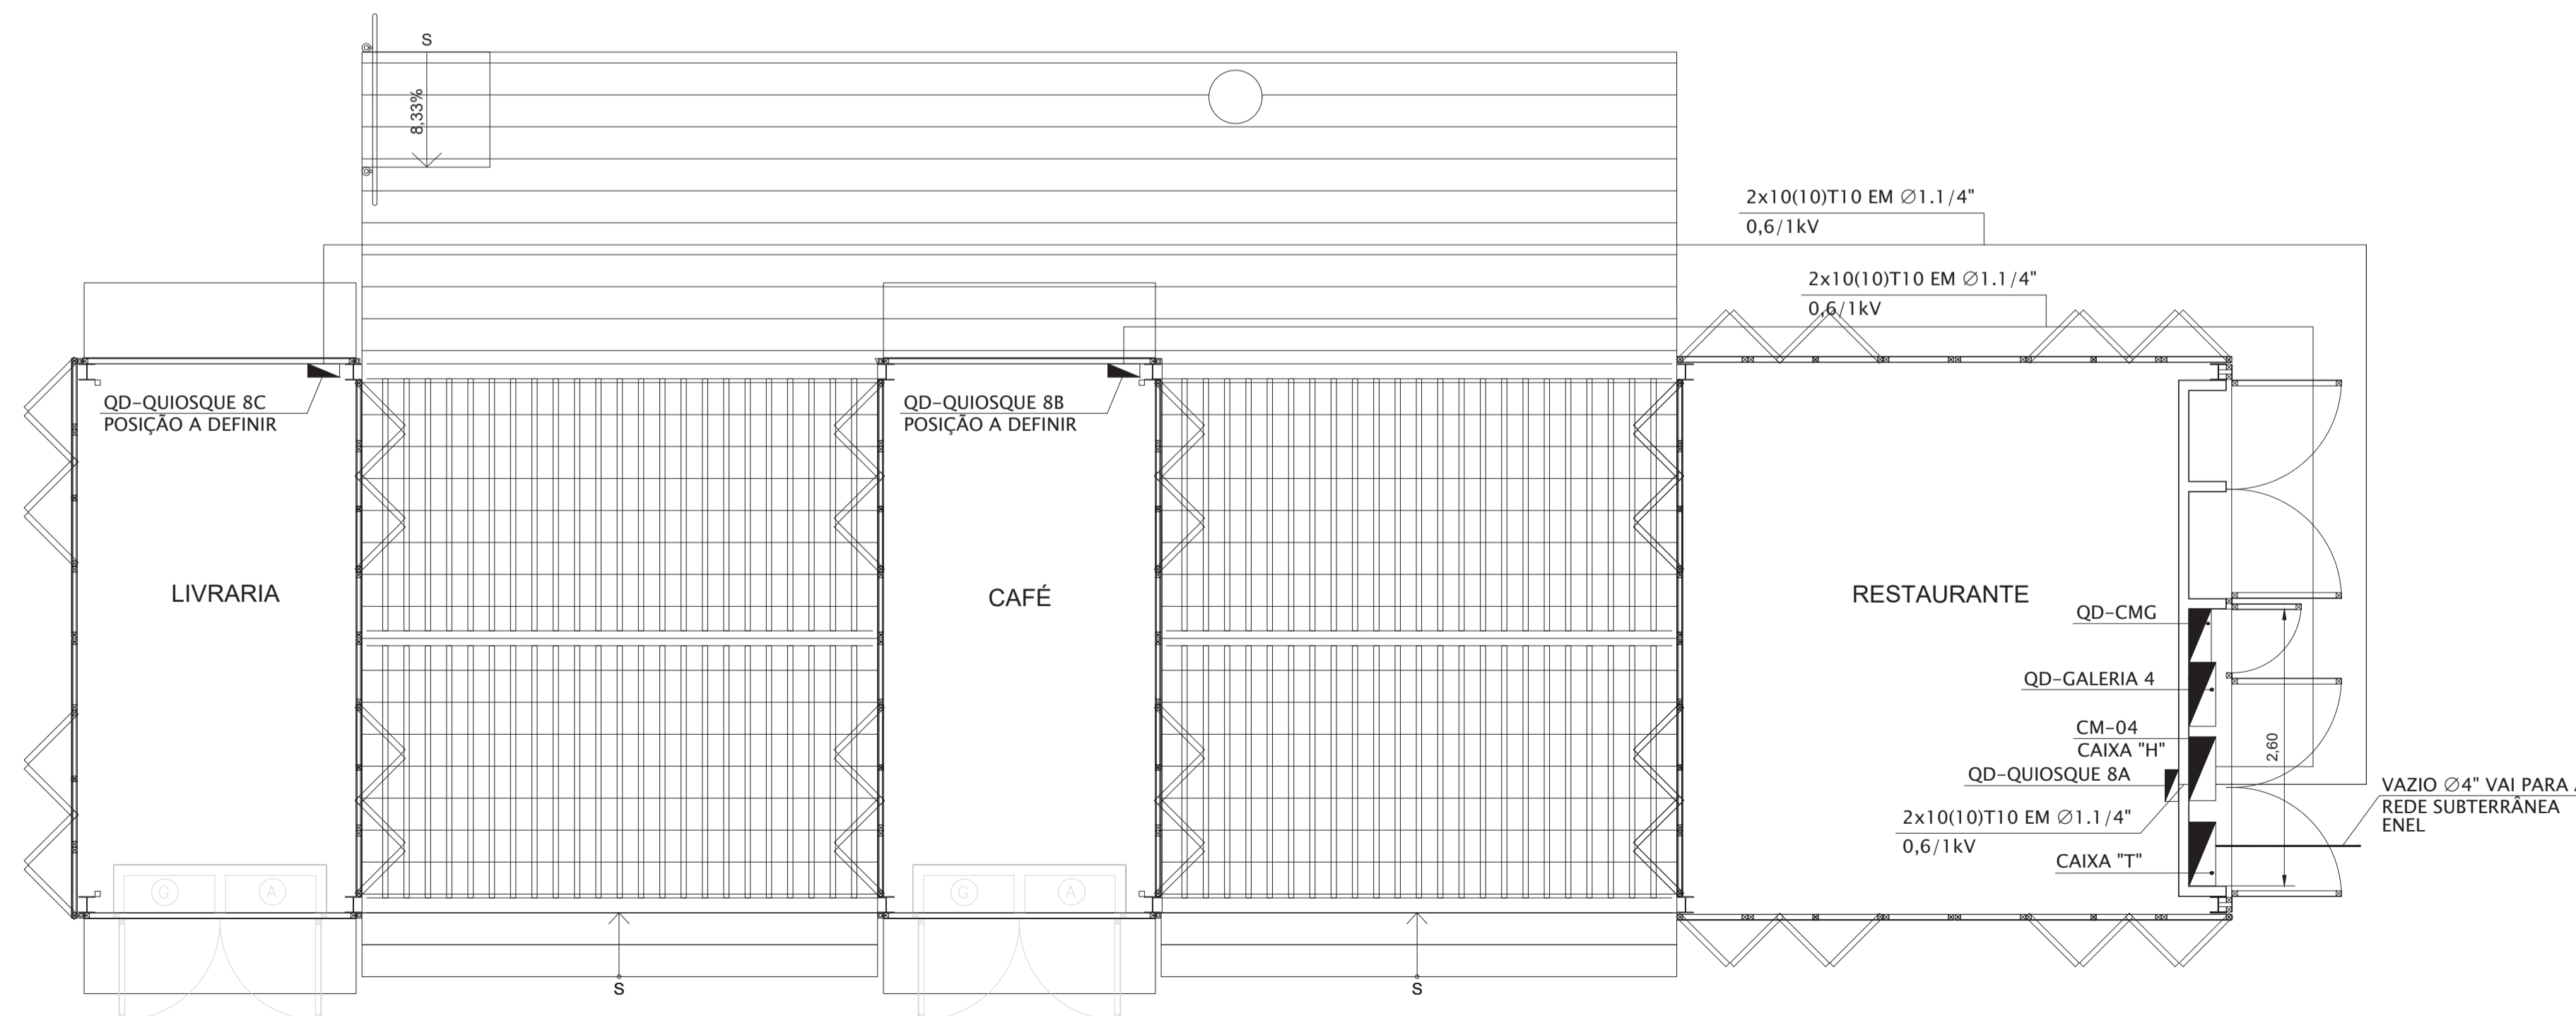 S
8,33%
2x10(10)T10 EM ∅1.1/4"
0,6/1kV
2x10(10)T10 EM ∅1.1/4"
0,6/1kV
QD-QUIOSQUE 8C
POSIÇÃO A DEFINIR
QD-QUIOSQUE 8B
POSIÇÃO A DEFINIR
LIVRARIA
CAFÉ
RESTAURANTE
QD-CMG
QD-GALERIA 4
CM-04
CAIXA "H"
QD-QUIOSQUE 8A
2,60
VAZIO ∅4" VAI PARA
REDE SUBTERRÂNEA
ENEL
2x10(10)T10 EM ∅1.1/4"
0,6/1kV
CAIXA "T"
G A
G A
S
S